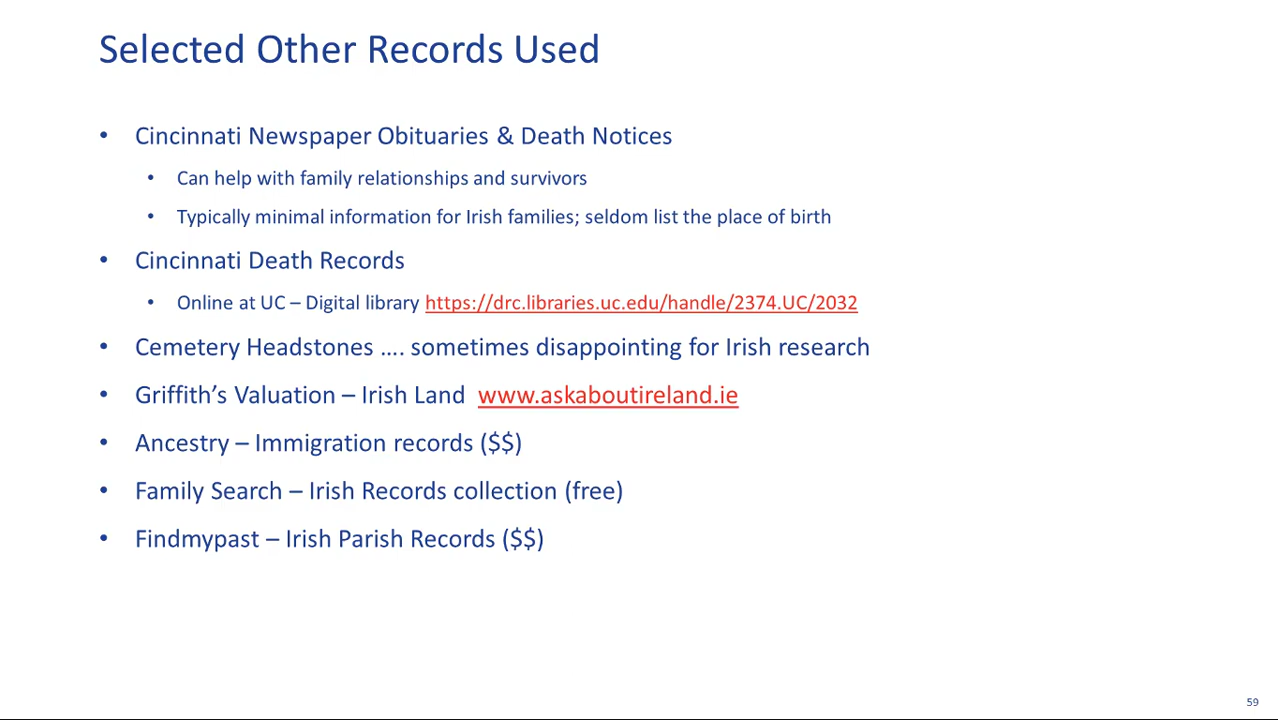 Selected Other Records Used
• Cincinnati Newspaper Obituaries & Death Notices
• Can help with family relationships and survivors
• Typically minimal information for Irish families; seldom list the place of birth
• Cincinnati Death Records
• Online at UC – Digital library https://drc.libraries.uc.edu/handle/2374.UC/2032
• Cemetery Headstones .... sometimes disappointing for Irish research
• Griffith’s Valuation – Irish Land www.askaboutireland.ie
• Ancestry – Immigration records ($$)
• Family Search – Irish Records collection (free)
• Findmypast – Irish Parish Records ($$)
59